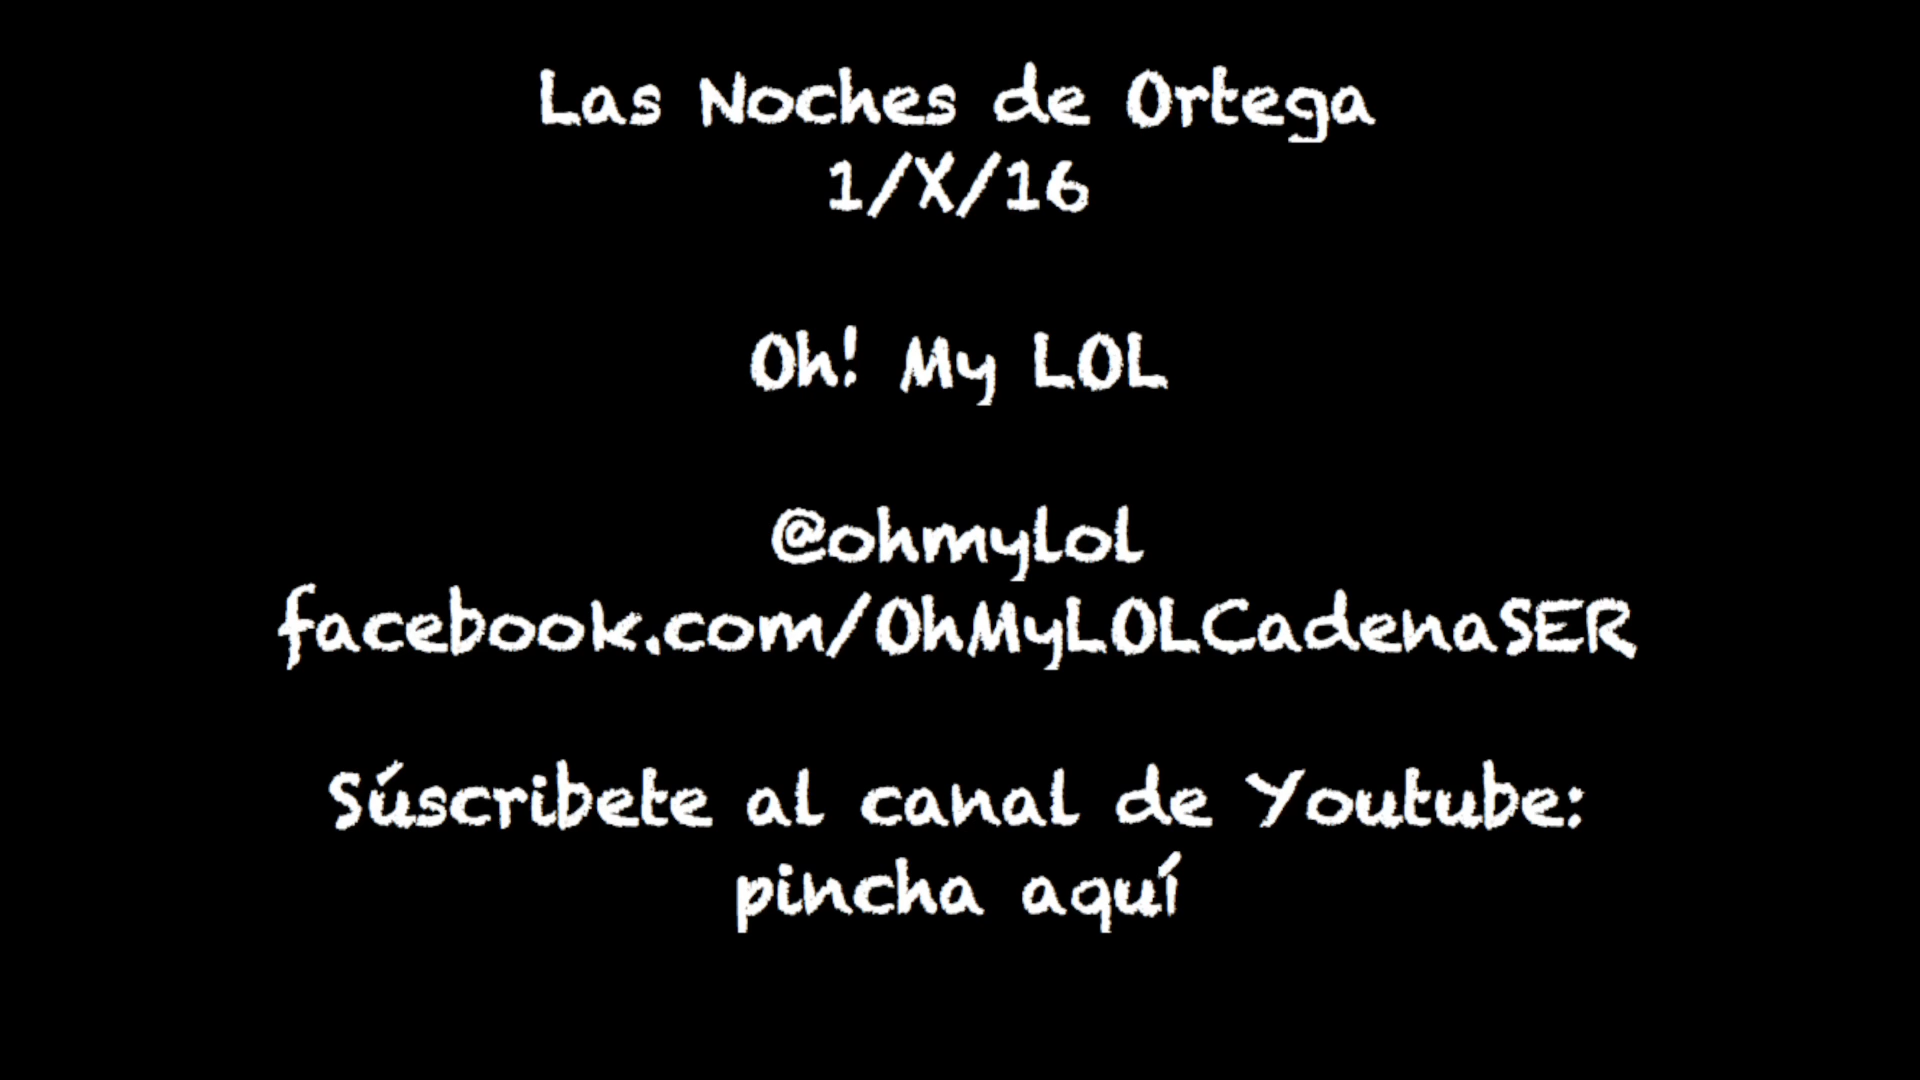 Las Noches de Ortega
1/X/16
Oh! My LOL
@ohmylol
facebook.com/OhMyLOLCadenaSER
Súscribete al canal de Youtube:
pincha aquí